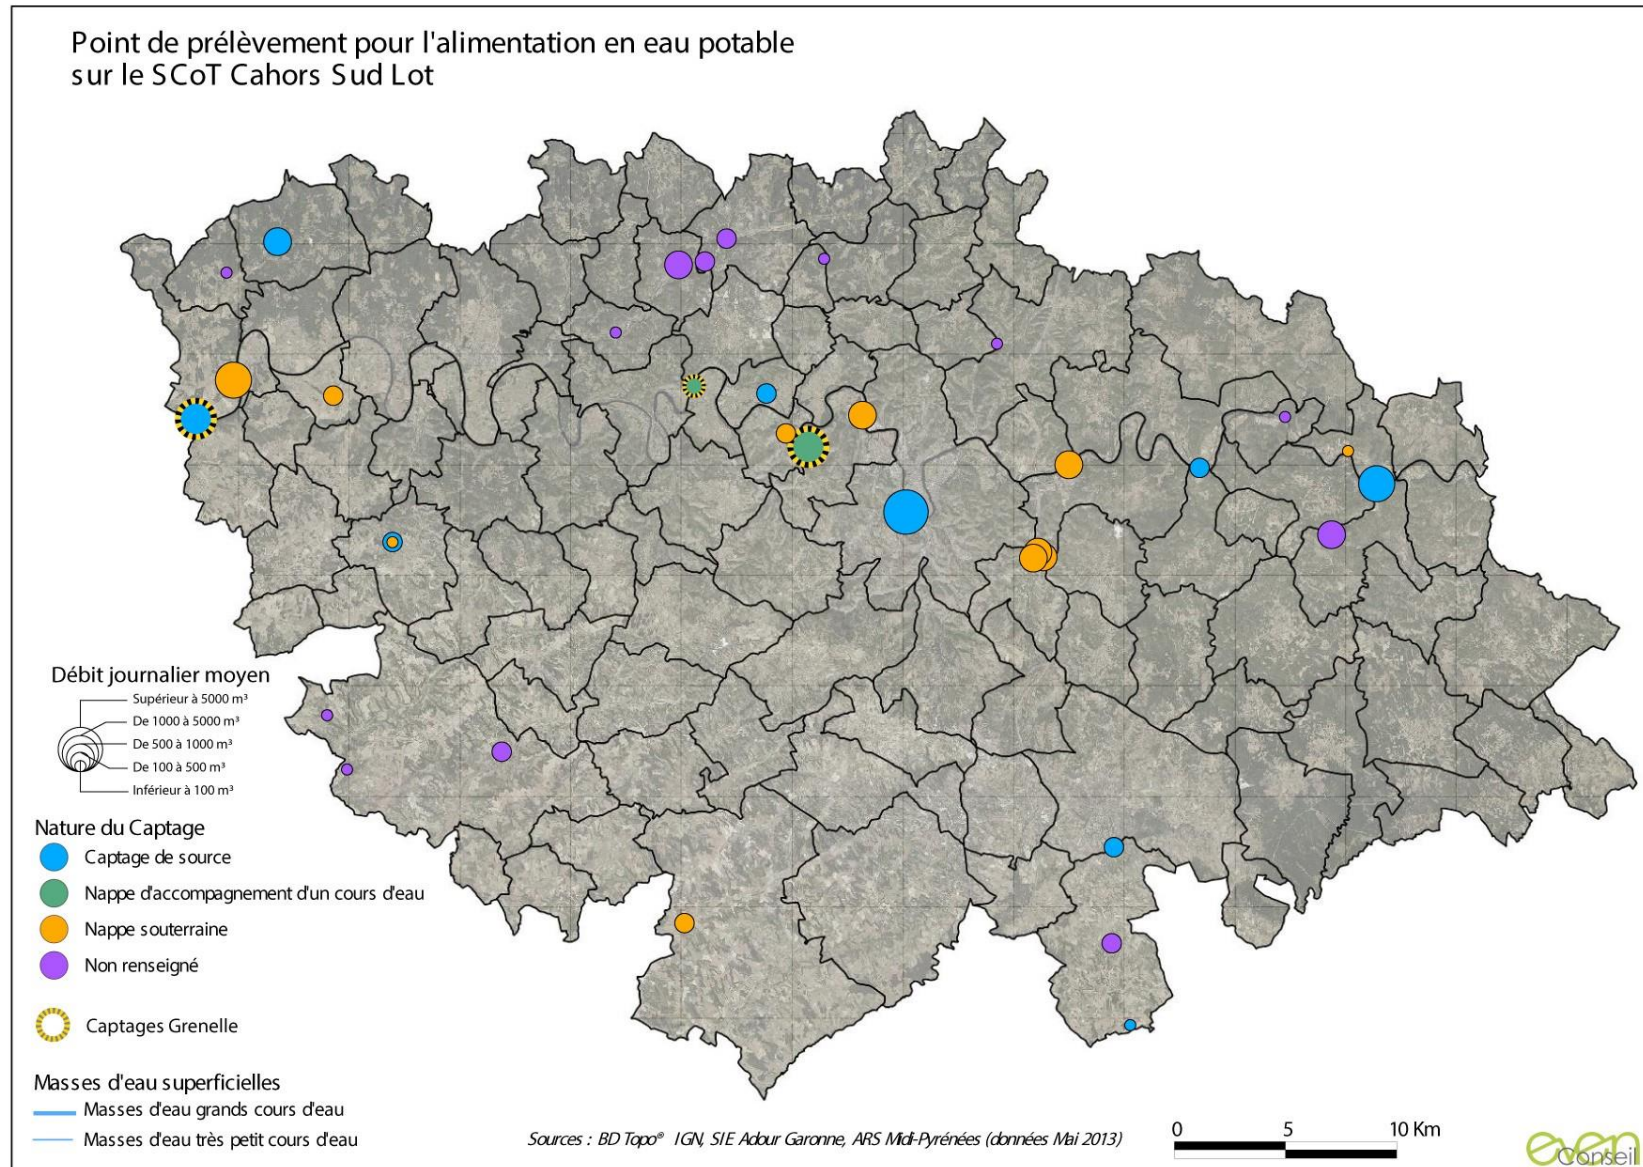 Point de prélèvement pour l'alimentation en eau potable
sur le SCoT Cahors Sud Lot
Débit journalier moyen
Supérieur à 5000 m³
De 1000 à 5000 m³
De 500 à 1000 m³
De 100 à 500 m³
Inférieur à 100 m³
Nature du Captage
Captage de source
Nappe d'accompagnement d'un cours d'eau
Nappe souterraine
Non renseigné
Captages Grenelle
Masses d'eau superficielles
Masses d'eau grands cours d'eau
Masses d'eau très petit cours d'eau
Sources : BD Topo® IGN, SIE Adour Garonne, ARS Midi-Pyrénées (données Mai 2013)
0 5 10 Km
even
Conseil